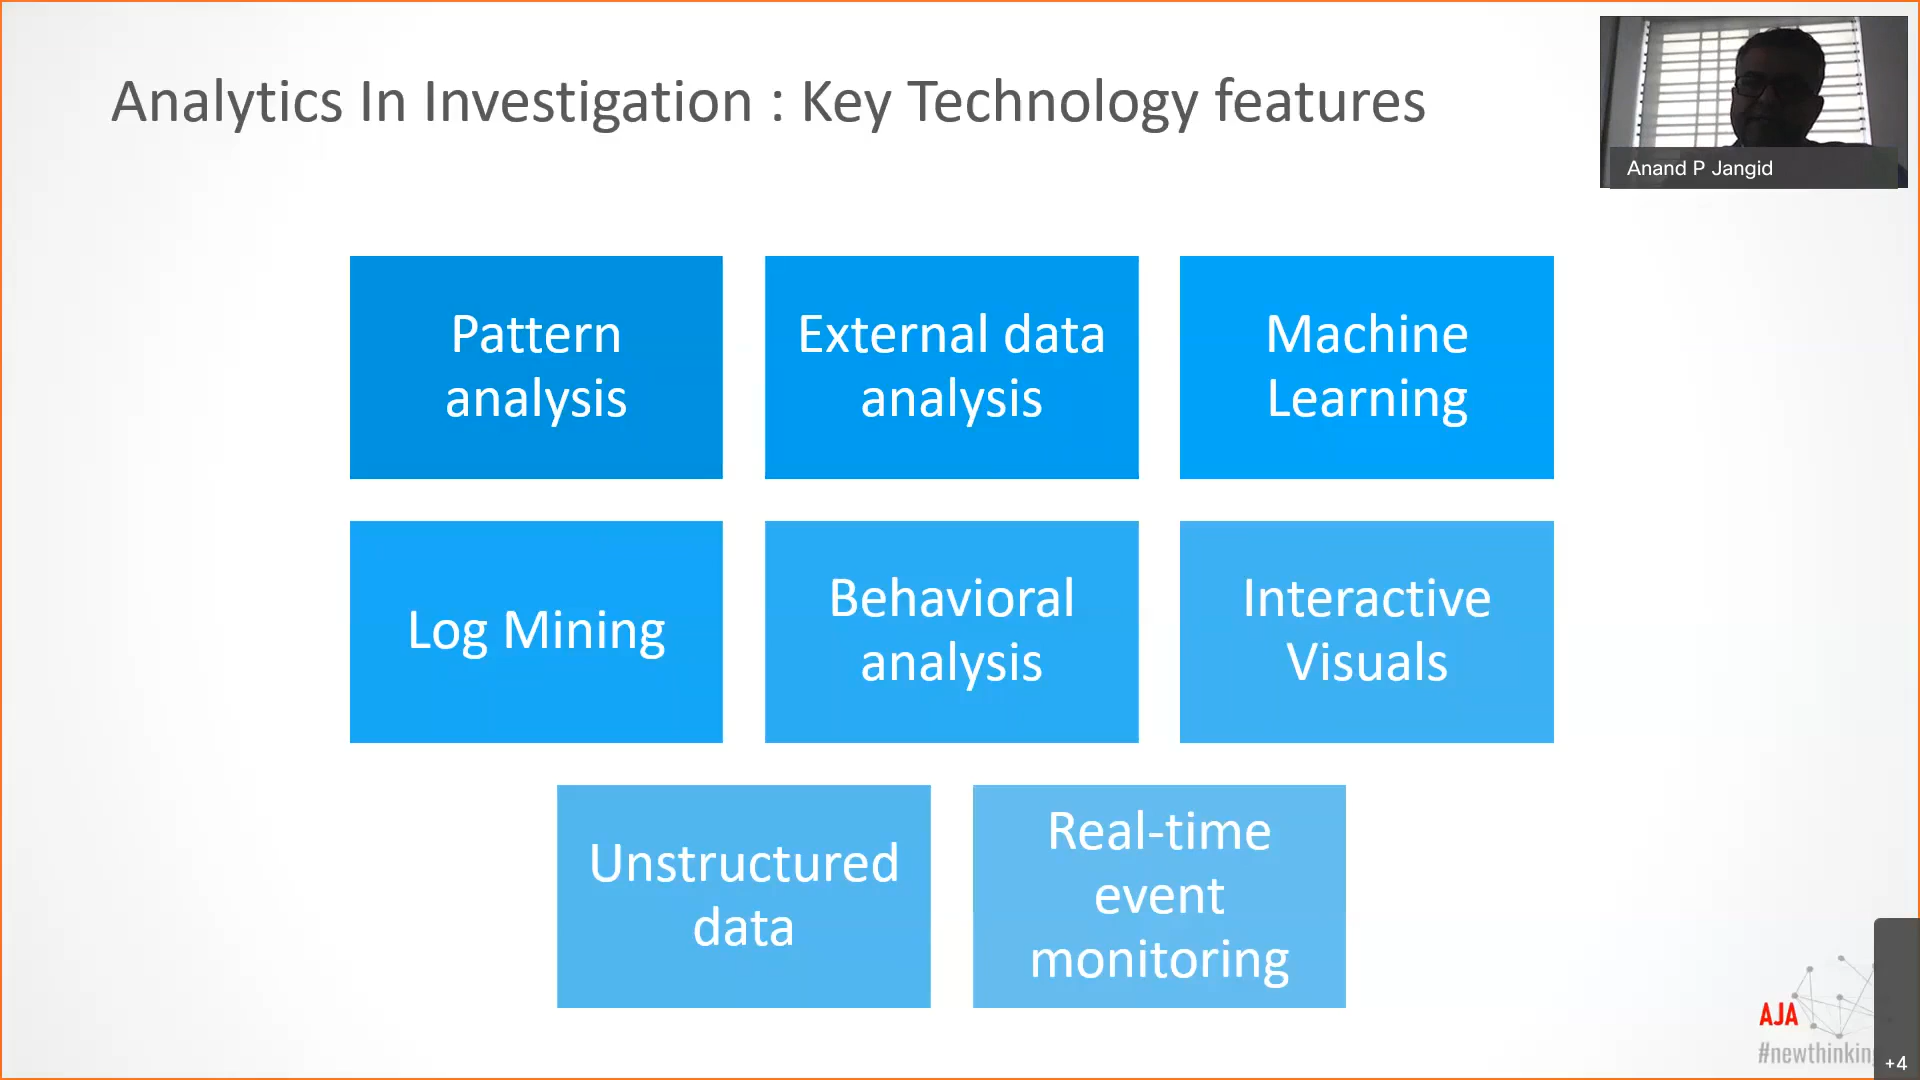 Analytics In Investigation : Key Technology features
Anand P Jangid
Pattern
analysis
External data
analysis
Machine
Learning
Log Mining
Behavioral
analysis
Interactive
Visuals
Unstructured
data
Real-time
event
monitoring
AJA
#newthinkin
+4